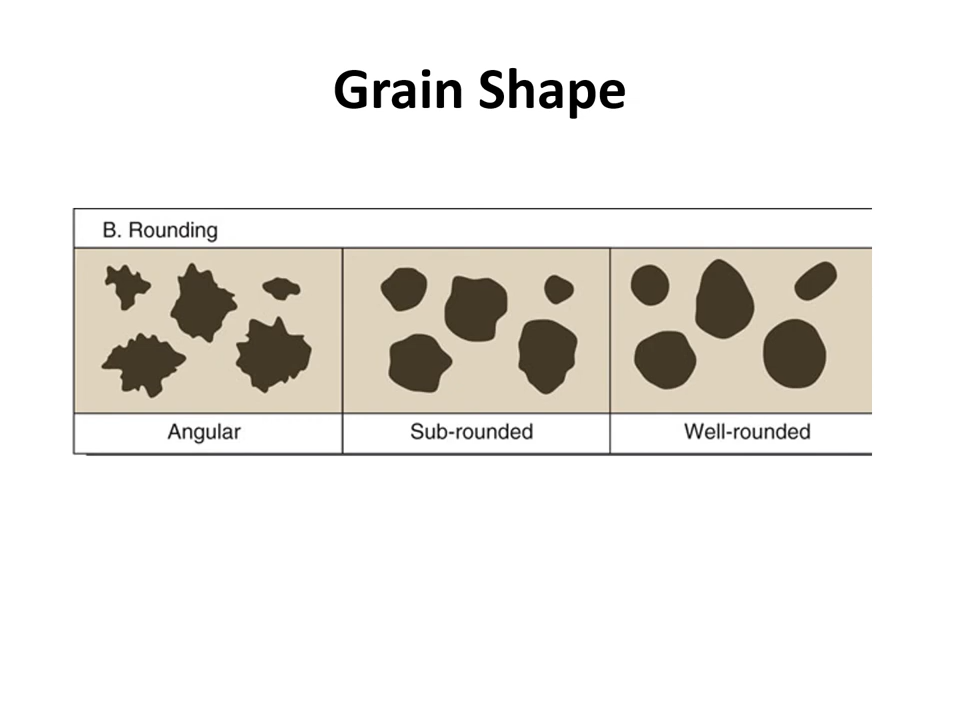 Grain Shape
B. Rounding
Angular
Sub-rounded
Well-rounded